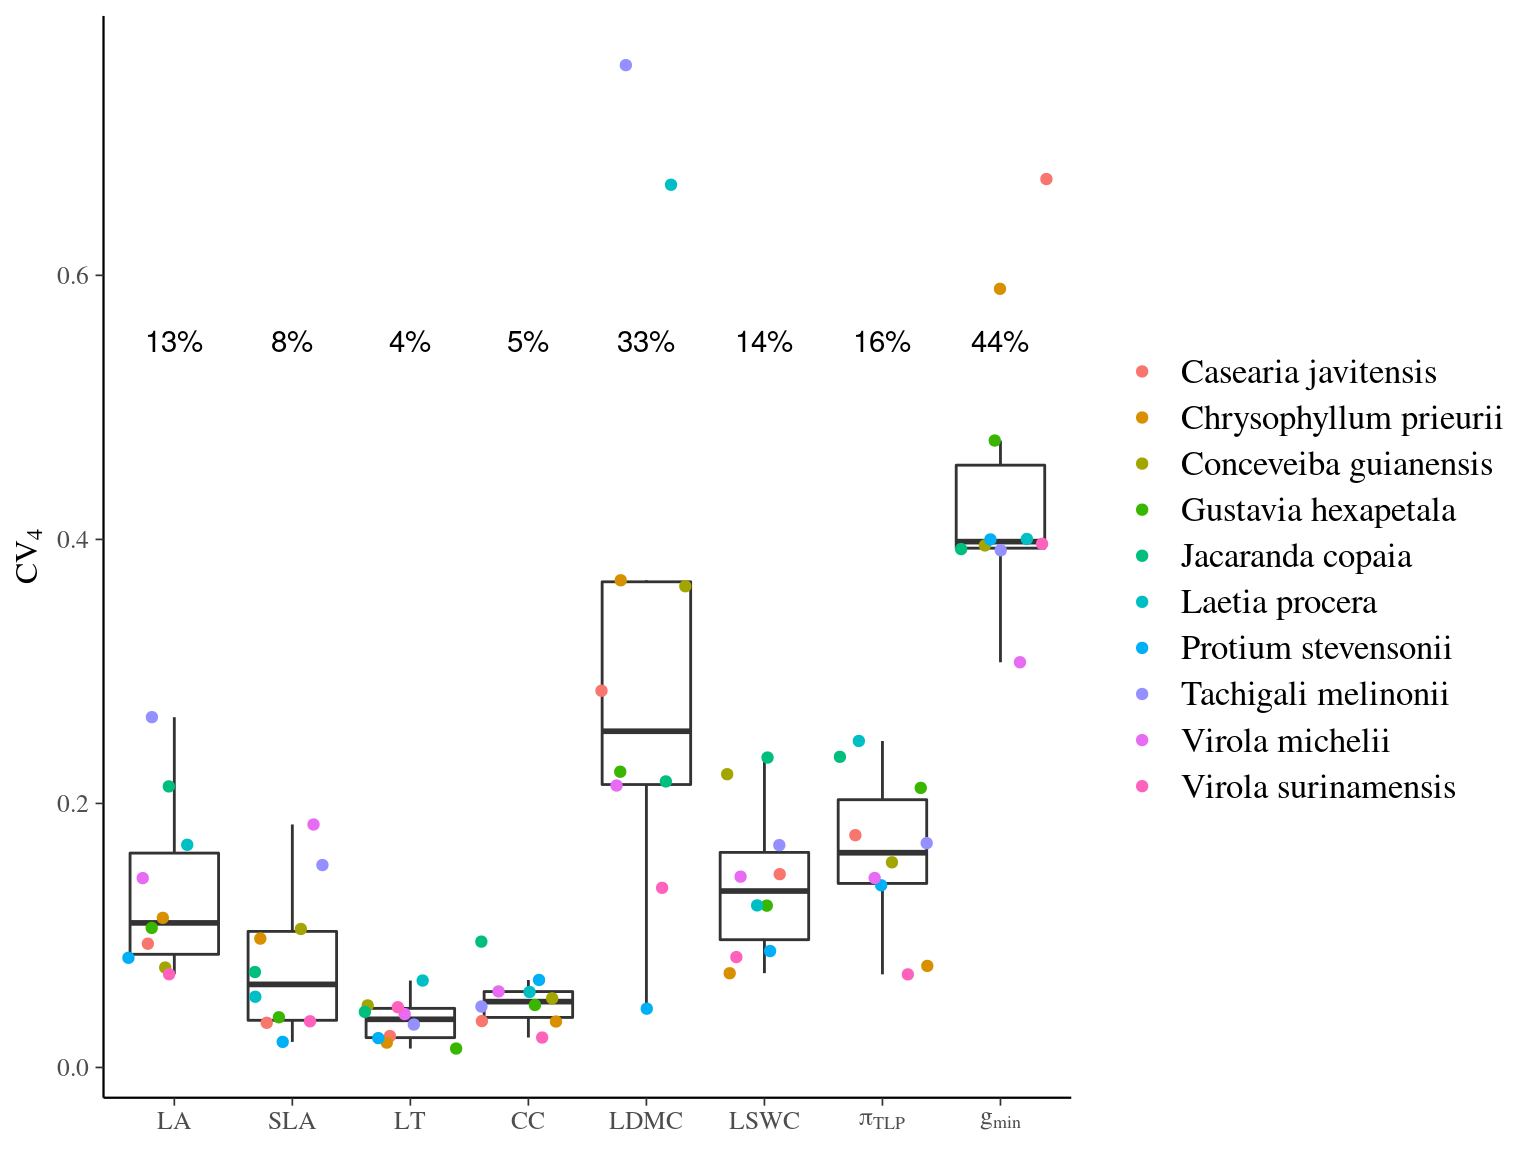 0.6
13% 8% 4% 5% 33% 14% 16% 44%
Casearia javitensis
Chrysophyllum prieurii
Conceveiba guianensis
Gustavia hexapetala
Jacaranda copaia
Laetia procera
Protium stevensonii
Tachigali melinonii
Virola michelii
Virola surinamensis
CV₄
0.4
0.2
0.0
LA SLA LT CC LDMC LSWC πTLP gmin